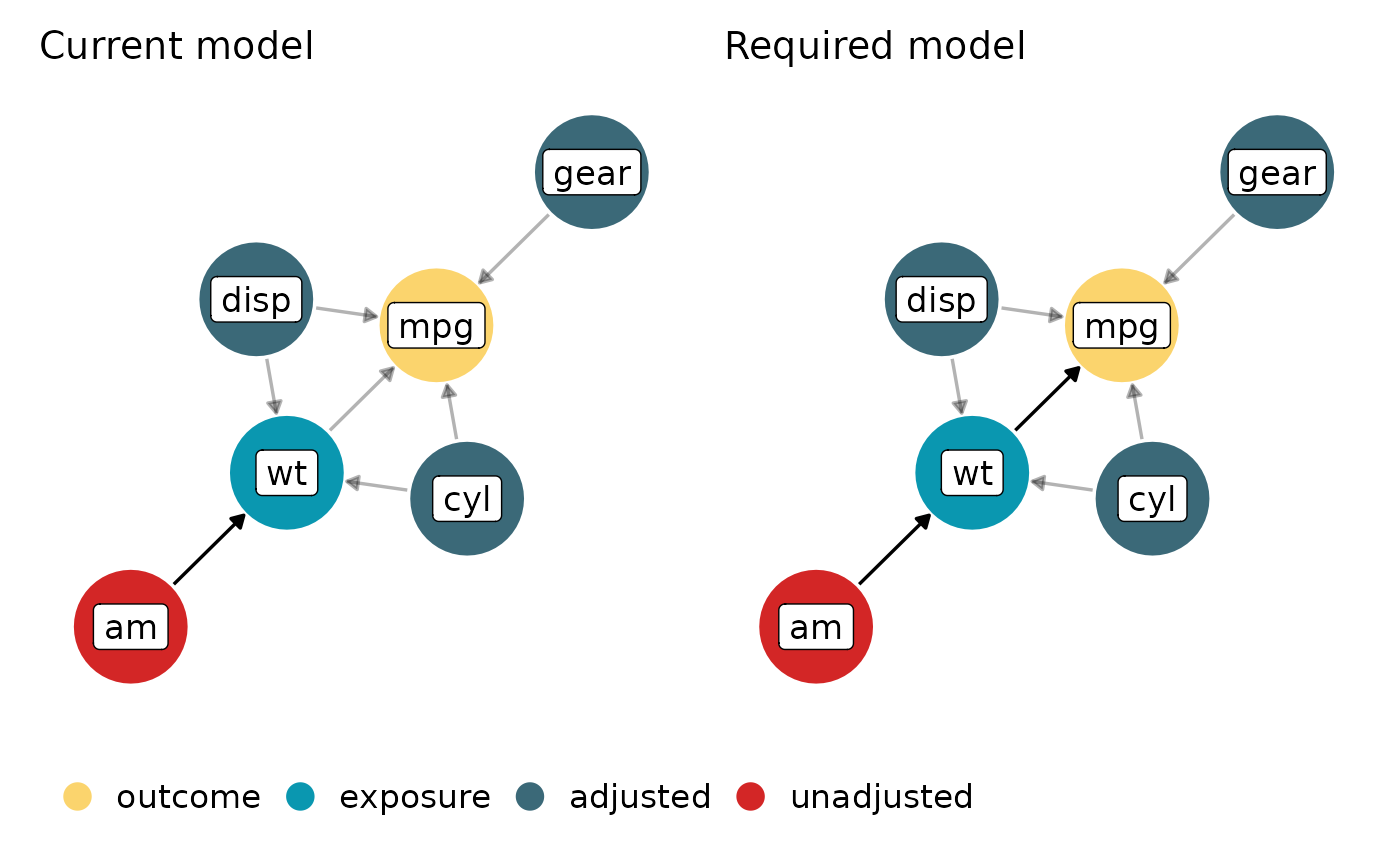 Current model
gear
disp
mpg
wt
cyl
am
Required model
gear
disp
mpg
wt
cyl
am
outcome exposure adjusted unadjusted